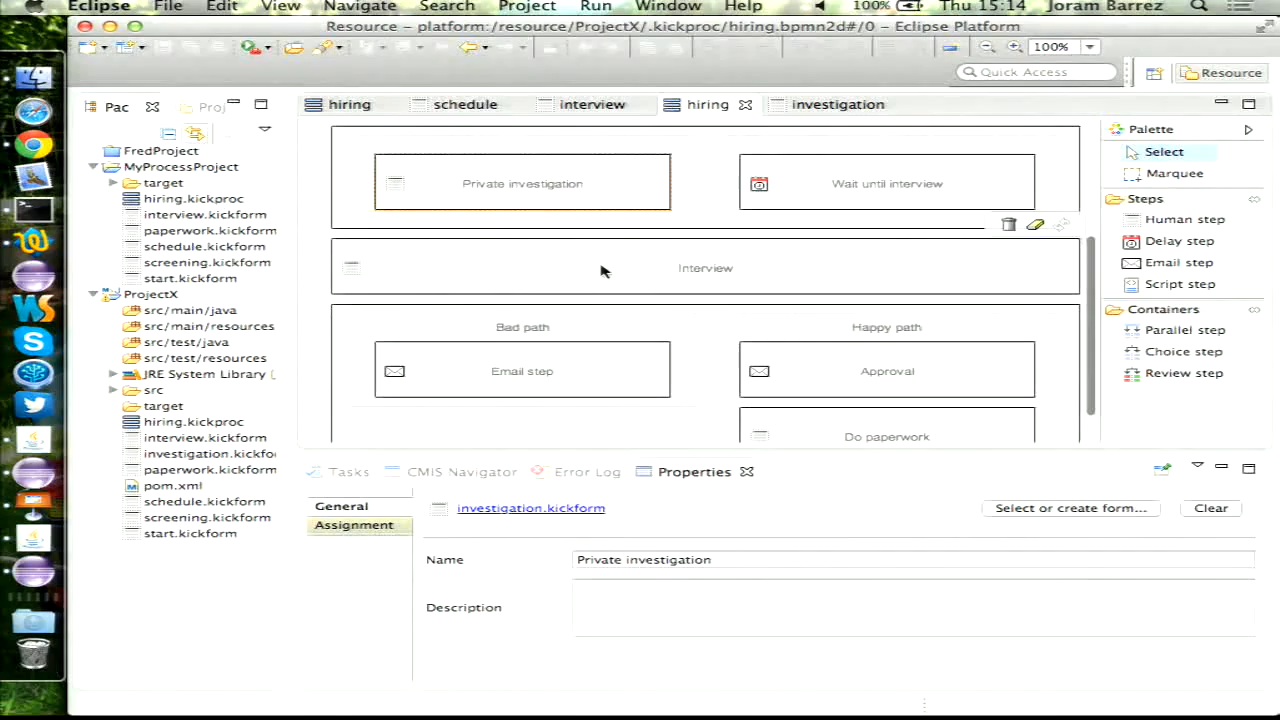 Eclipse File Edit View Navigate Search Project Run Window Help 100% Thu 15:14 Joram Barrez
Resource - platform:/resource/ProjectX/.kickproc/hiring.bpmn2d#/0 - Eclipse Platform
100%
Quick Access
Resource
Pac
Proj
hiring
schedule
interview
hiring
investigation
FredProject
MyProcessProject
target
hiring.kickproc
interview.kickform
paperwork.kickform
schedule.kickform
screening.kickform
start.kickform
ProjectX
src/main/java
src/main/resources
src/test/java
src/test/resources
JRE System Library (
src
target
hiring.kickproc
interview.kickform
investigation.kickfo
paperwork.kickform
pom.xml
schedule.kickform
screening.kickform
start.kickform
Private investigation
Wait until interview
Interview
Bad path
Happy path
Email step
Approval
Do paperwork
Palette
Select
Marquee
Steps
Human step
Delay step
Email step
Script step
Containers
Parallel step
Choice step
Review step
Tasks
CMIS Navigator
Error Log
Properties
General
Assignment
investigation.kickform
Select or create form...
Clear
Name
Private investigation
Description